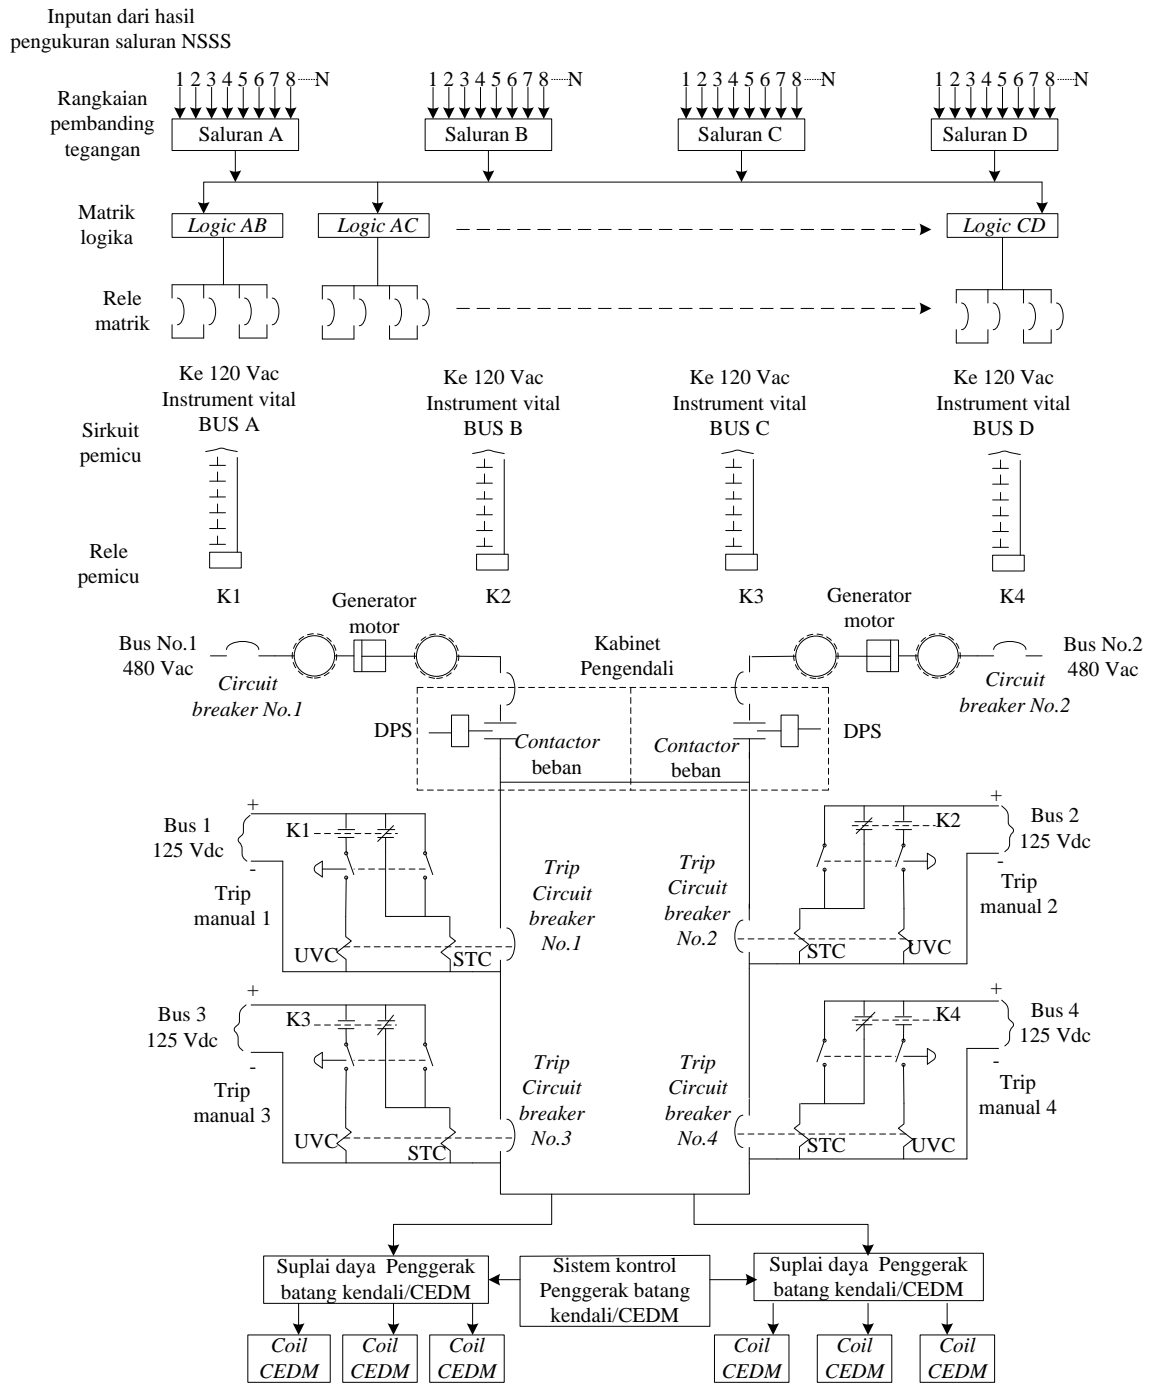 Inputan dari hasil
pengukuran saluran NSSS
1 2 3 4 5 6 7 8 N
1 2 3 4 5 6 7 8 N
1 2 3 4 5 6 7 8 N
1 2 3 4 5 6 7 8 N
Rangkaian
pembanding
tegangan
Saluran A
Saluran B
Saluran C
Saluran D
Matrik
logika
Logic AB
Logic AC
Logic CD
Rele
matrik
Ke 120 Vac
Instrument vital
BUS A
Ke 120 Vac
Instrument vital
BUS B
Ke 120 Vac
Instrument vital
BUS C
Ke 120 Vac
Instrument vital
BUS D
Sirkuit
pemicu
Rele
pemicu
K1
K2
K3
K4
Generator
motor
Generator
motor
Bus No.1
480 Vac
Circuit
breaker No.1
Kabinet
Pengendali
Bus No.2
480 Vac
Circuit
breaker No.2
DPS
Contactor
beban
Contactor
beban
DPS
+
Bus 1
125 Vdc
-
K1
Trip
manual 1
UVC
STC
Trip
Circuit
breaker
No.1
Trip
Circuit
breaker
No.2
+
K2
Bus 2
125 Vdc
-
Trip
manual 2
STC
UVC
+
Bus 3
125 Vdc
-
K3
Trip
manual 3
UVC
STC
Trip
Circuit
breaker
No.3
Trip
Circuit
breaker
No.4
+
K4
Bus 4
125 Vdc
-
Trip
manual 4
STC
UVC
Suplai daya Penggerak
batang kendali/CEDM
Sistem kontrol
Penggerak batang
kendali/CEDM
Suplai daya Penggerak
batang kendali/CEDM
Coil
CEDM
Coil
CEDM
Coil
CEDM
Coil
CEDM
Coil
CEDM
Coil
CEDM